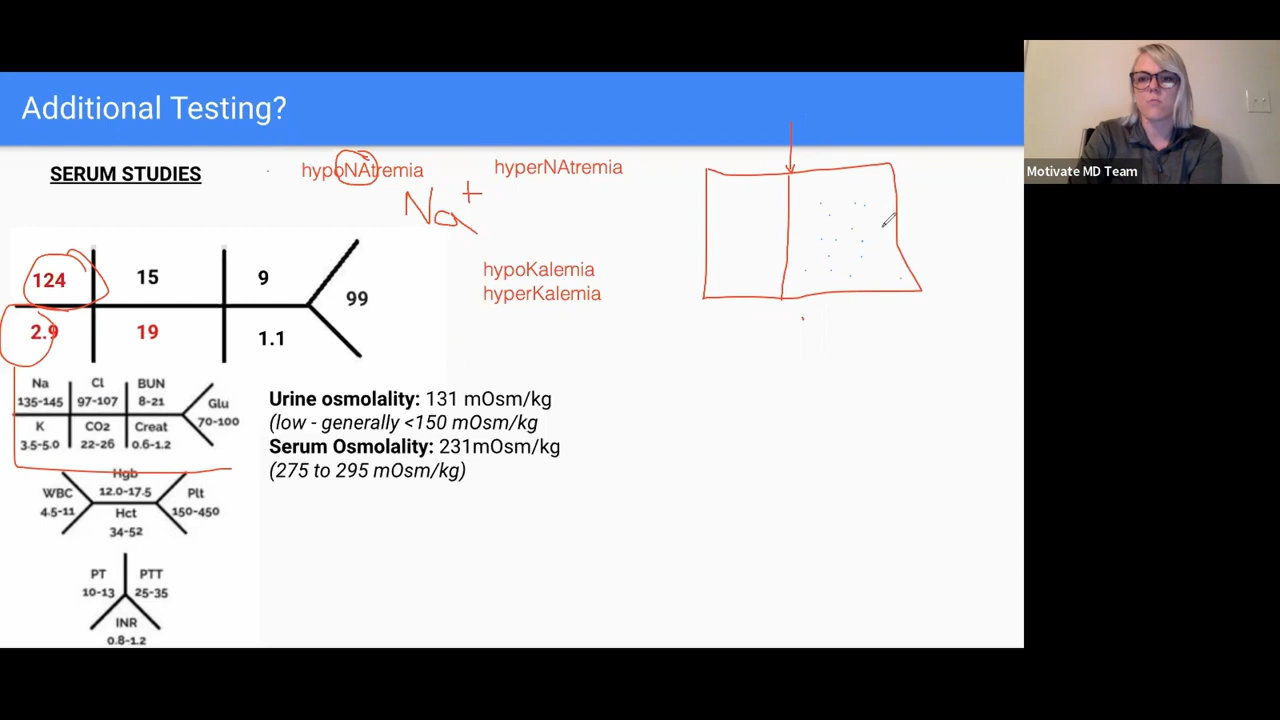 Additional Testing?
SERUM STUDIES
hypoNAtremia
hyperNAtremia
Na+
hypoKalemia
hyperKalemia
124 15 9 99
2.9 19 1.1
Na Cl BUN
135-145 97-107 8-21
Glu
70-100
K CO2 Creat
3.5-5.0 22-26 0.6-1.2
Hgb
WBC 12.0-17.5 Plt
4.5-11 Hct 150-450
34-52
PT PTT
10-13 25-35
INR
0.8-1.2
Urine osmolality: 131 mOsm/kg
(low - generally <150 mOsm/kg
Serum Osmolality: 231mOsm/kg
(275 to 295 mOsm/kg)
Motivate MD Team